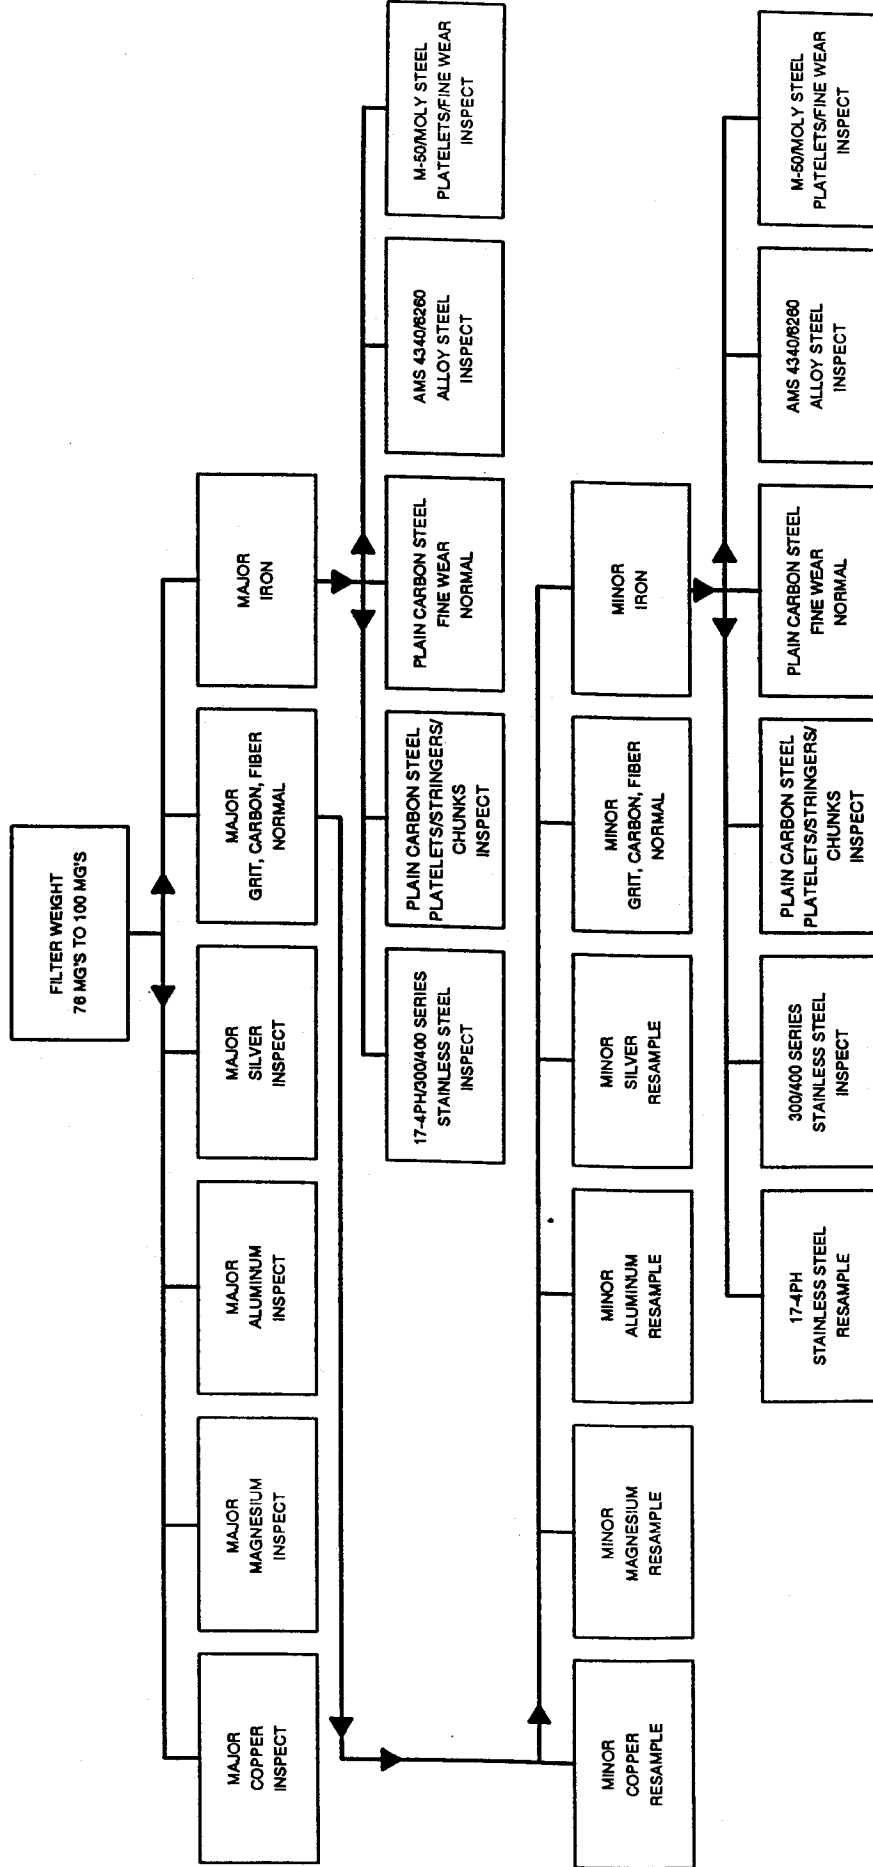 FILTER WEIGHT
76 MG'S TO 100 MG'S
MAJOR
COPPER
INSPECT
MAJOR
MAGNESIUM
INSPECT
MAJOR
ALUMINUM
INSPECT
MAJOR
SILVER
INSPECT
MAJOR
GRIT, CARBON, FIBER
NORMAL
MAJOR
IRON
17-4PH/300/400 SERIES
STAINLESS STEEL
INSPECT
PLAIN CARBON STEEL
PLATELETS/STRINGERS/
CHUNKS
INSPECT
PLAIN CARBON STEEL
FINE WEAR
NORMAL
AMS 4340/6260
ALLOY STEEL
INSPECT
M-50/MOLY STEEL
PLATELETS/FINE WEAR
INSPECT
MINOR
COPPER
RESAMPLE
MINOR
MAGNESIUM
RESAMPLE
MINOR
ALUMINUM
RESAMPLE
MINOR
SILVER
RESAMPLE
MINOR
GRIT, CARBON, FIBER
NORMAL
MINOR
IRON
17-4PH
STAINLESS STEEL
RESAMPLE
300/400 SERIES
STAINLESS STEEL
INSPECT
PLAIN CARBON STEEL
PLATELETS/STRINGERS/
CHUNKS
INSPECT
PLAIN CARBON STEEL
FINE WEAR
NORMAL
AMS 4340/6260
ALLOY STEEL
INSPECT
M-50/MOLY STEEL
PLATELETS/FINE WEAR
INSPECT